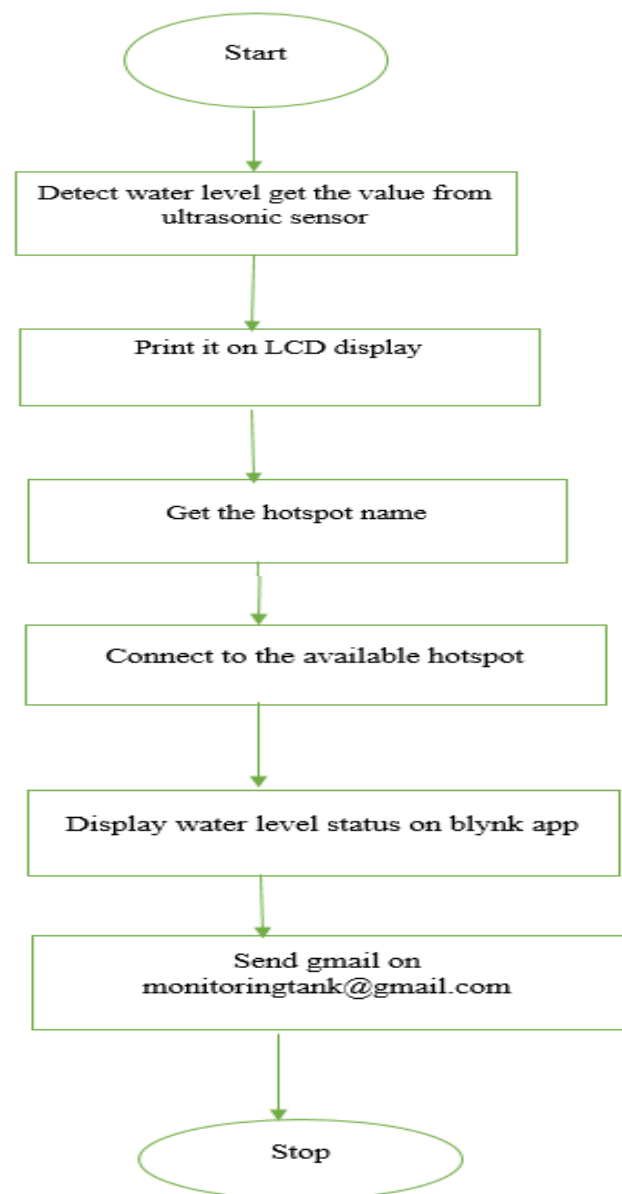 Start
Detect water level get the value from
ultrasonic sensor
Print it on LCD display
Get the hotspot name
Connect to the available hotspot
Display water level status on blynk app
Send gmail on
monitoringtank@gmail.com
Stop